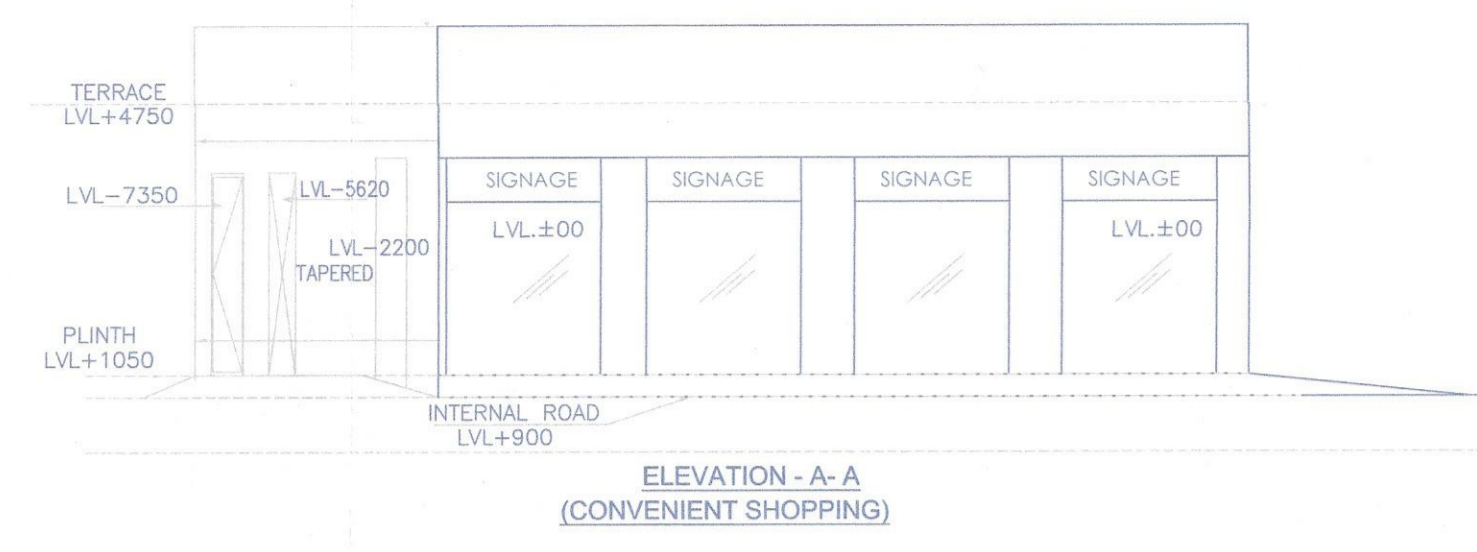 TERRACE
LVL+4750
LVL-7350
LVL-5620
LVL-2200
TAPERED
SIGNAGE
SIGNAGE
SIGNAGE
SIGNAGE
LVL.±00
LVL.±00
PLINTH
LVL+1050
INTERNAL ROAD
LVL+900
ELEVATION - A- A
(CONVENIENT SHOPPING)